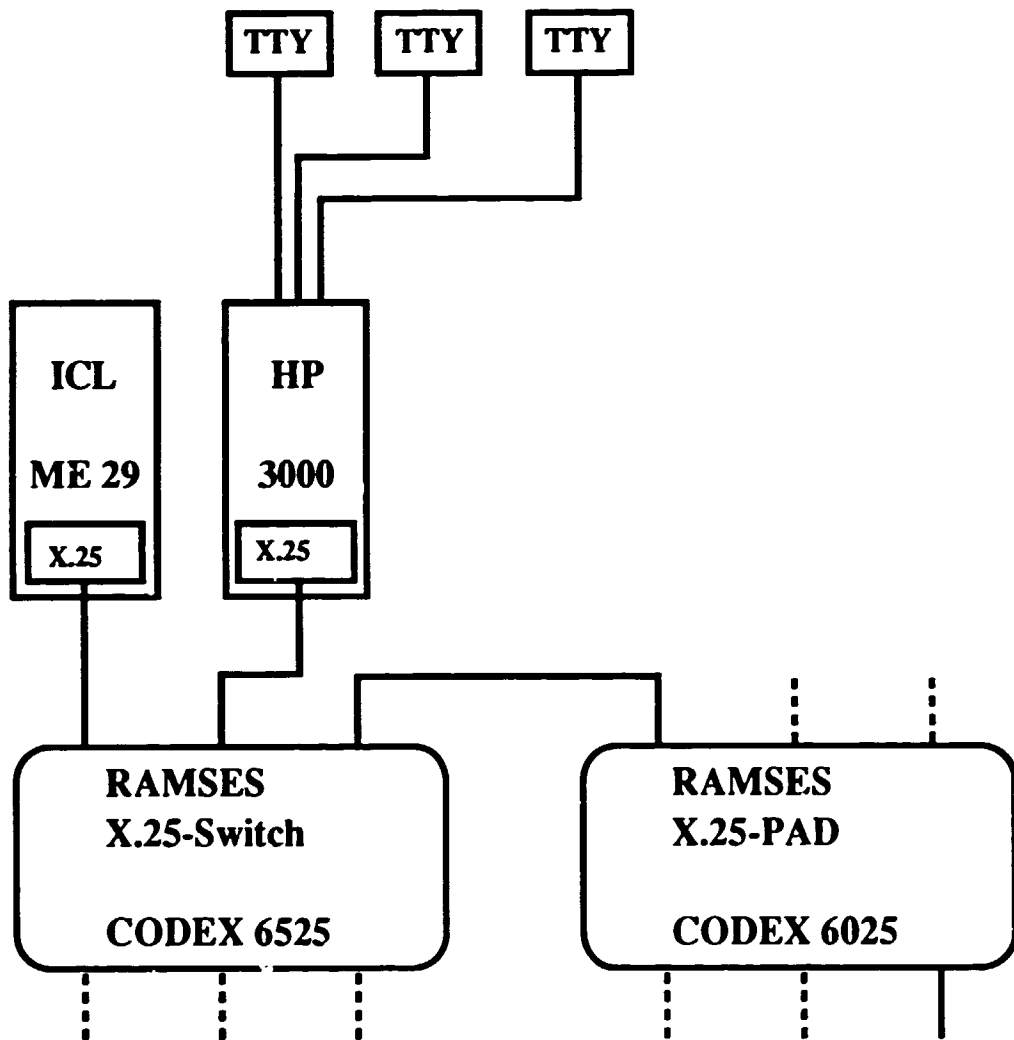 TTY
TTY
TTY
ICL
ME 29
X.25
HP
3000
X.25
RAMSES
X.25-Switch
CODEX 6525
RAMSES
X.25-PAD
CODEX 6025